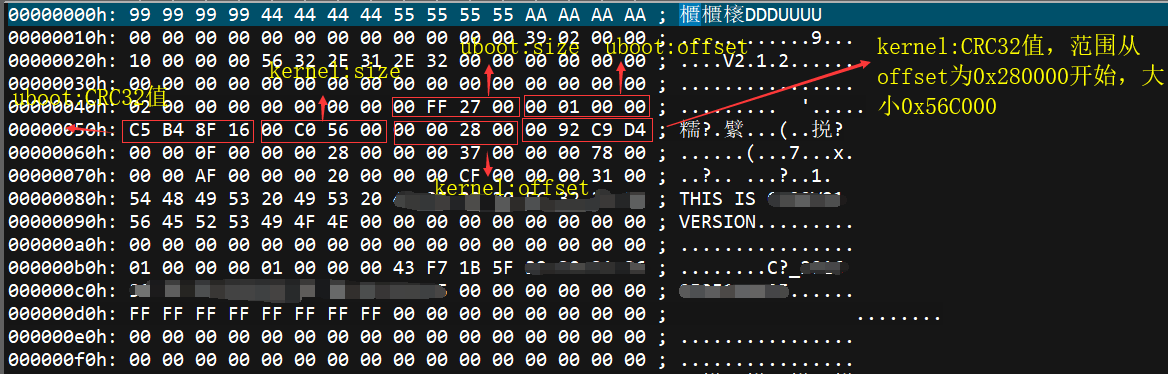 00000000h: 99 99 99 99 44 44 44 44 55 55 55 55 AA AA AA AA ; 櫃櫃櫒DDDDUUUU
00000010h: 00 00 00 00 00 00 00 00 00 00 00 00 39 02 00 00 ; ............9...
uboot:size uboot:offset
00000020h: 10 00 00 00 56 32 2E 31 2E 32 00 00 00 00 00 00 ; ....V2.1.2......
kernel:size
00000030h: 00 00 00 00 00 00 00 00 00 00 00 00 00 00 00 00 ; ................
uboot:CRC32值
00000040h: 02 00 00 00 00 00 00 00 00 FF 27 00 00 01 00 00 ; ......... '.....
00000050h: C5 B4 8F 16 00 C0 56 00 00 00 28 00 00 92 C9 D4 ; 糯?.繄...(..捝?
kernel:CRC32值，范围从
offset为0x280000开始，大
小0x56C000
00000060h: 00 00 0F 00 00 00 28 00 00 00 37 00 00 00 78 00 ; ......(...7...x.
00000070h: 00 00 AF 00 00 00 20 00 00 00 CF 00 00 00 31 00 ; ..?.. ...?..1.
kernel:offset
00000080h: 54 48 49 53 20 49 53 20 ; THIS IS
00000090h: 56 45 52 53 49 4F 4E 00 00 00 00 00 00 00 00 00 ; VERSION.........
000000a0h: 00 00 00 00 00 00 00 00 00 00 00 00 00 00 00 00 ; ................
000000b0h: 01 00 00 00 01 00 00 00 43 F7 1B 5F ; ........C?_
000000c0h: 00 00 00 00 00 00 ; ......
000000d0h: FF FF FF FF FF FF FF FF 00 00 00 00 00 00 00 00 ; ........
000000e0h: 00 00 00 00 00 00 00 00 00 00 00 00 00 00 00 00 ; ................
000000f0h: 00 00 00 00 00 00 00 00 00 00 00 00 00 00 00 00 ; ................